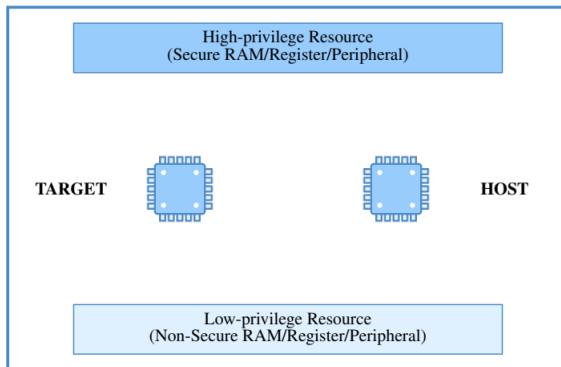 High-privilege Resource
(Secure RAM/Register/Peripheral)
TARGET
HOST
Low-privilege Resource
(Non-Secure RAM/Register/Peripheral)